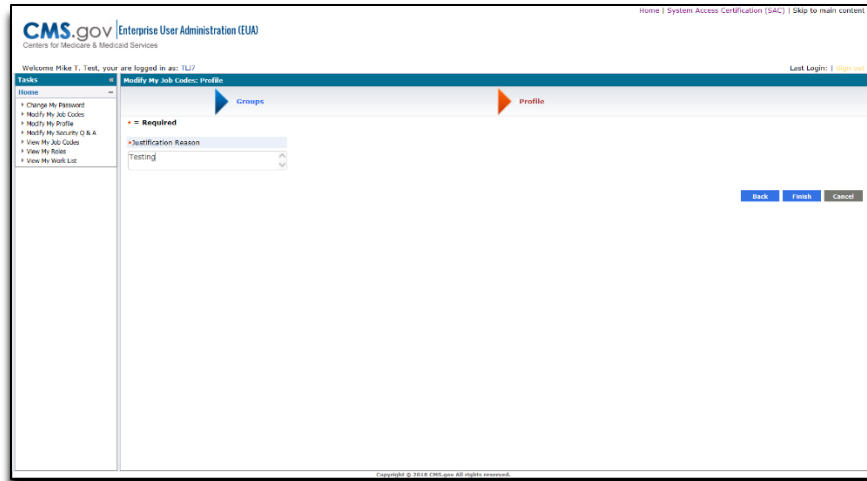 Home | System Access Certification (SAC) | Skip to main content
CMS.gov Enterprise User Administration (EUA)
Centers for Medicare & Medicaid Services
Welcome Mike T. Test, your are logged in as: TLJ7
Last Login: | Sign out
Tasks «
Modify My Job Codes: Profile
Home −
Groups
Profile
Change My Password
Modify My Job Codes
Modify My Profile
Modify My Security Q & A
View My Job Codes
View My Roles
View My Work List
* = Required
*Justification Reason
Testing
Back Finish Cancel
Copyright © 2018 CMS.gov All rights reserved.